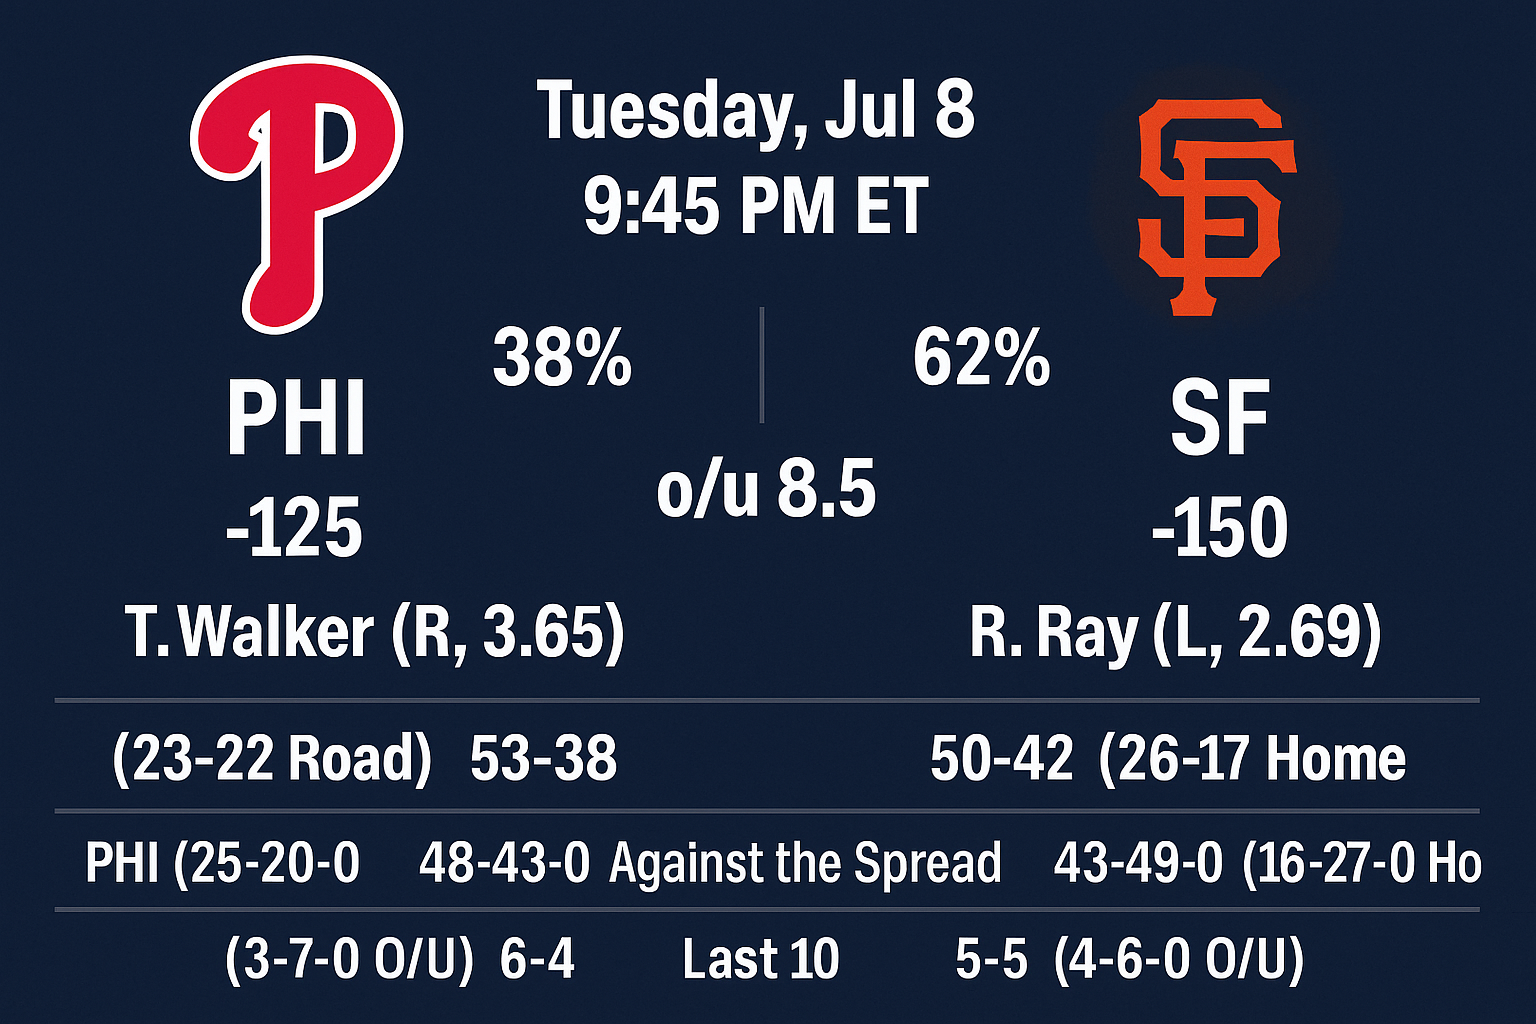 P
SF
Tuesday, Jul 8
9:45 PM ET
38% 62%
PHI SF
o/u 8.5
-125 -150
T. Walker (R, 3.65) R. Ray (L, 2.69)
(23-22 Road) 53-38 50-42 (26-17 Home
PHI (25-20-0 48-43-0 Against the Spread 43-49-0 (16-27-0 Ho
(3-7-0 O/U) 6-4 Last 10 5-5 (4-6-0 O/U)